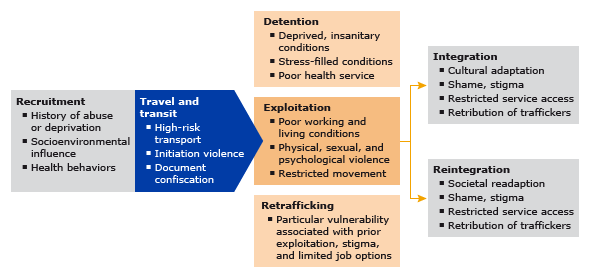 Recruitment
▪ History of abuse
or deprivation
▪ Socioenvironmental
influence
▪ Health behaviors
Travel and
transit
▪ High-risk
transport
▪ Initiation violence
▪ Document
confiscation
Detention
▪ Deprived, insanitary
conditions
▪ Stress-filled conditions
▪ Poor health service
Exploitation
▪ Poor working and
living conditions
▪ Physical, sexual, and
psychological violence
▪ Restricted movement
Retrafficking
▪ Particular vulnerability
associated with prior
exploitation, stigma,
and limited job options
Integration
▪ Cultural adaptation
▪ Shame, stigma
▪ Restricted service access
▪ Retribution of traffickers
Reintegration
▪ Societal readaption
▪ Shame, stigma
▪ Restricted service access
▪ Retribution of traffickers